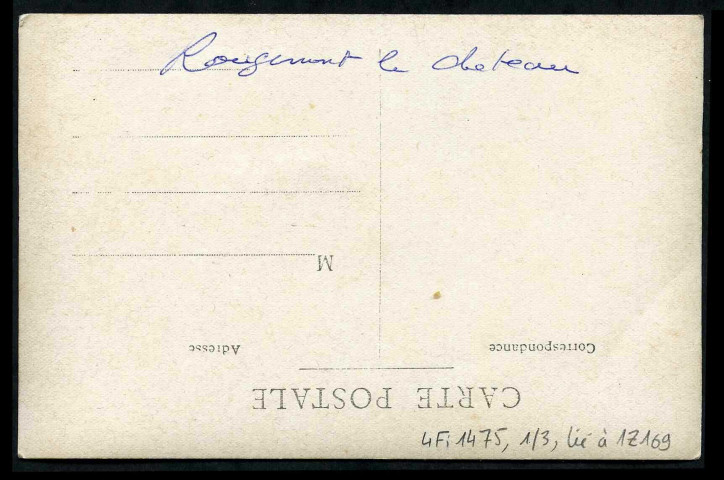 Rougemont le chateau
M
Adresse
Correspondance
CARTE POSTALE
4Fi1475, 1/3, lié à 1Z169